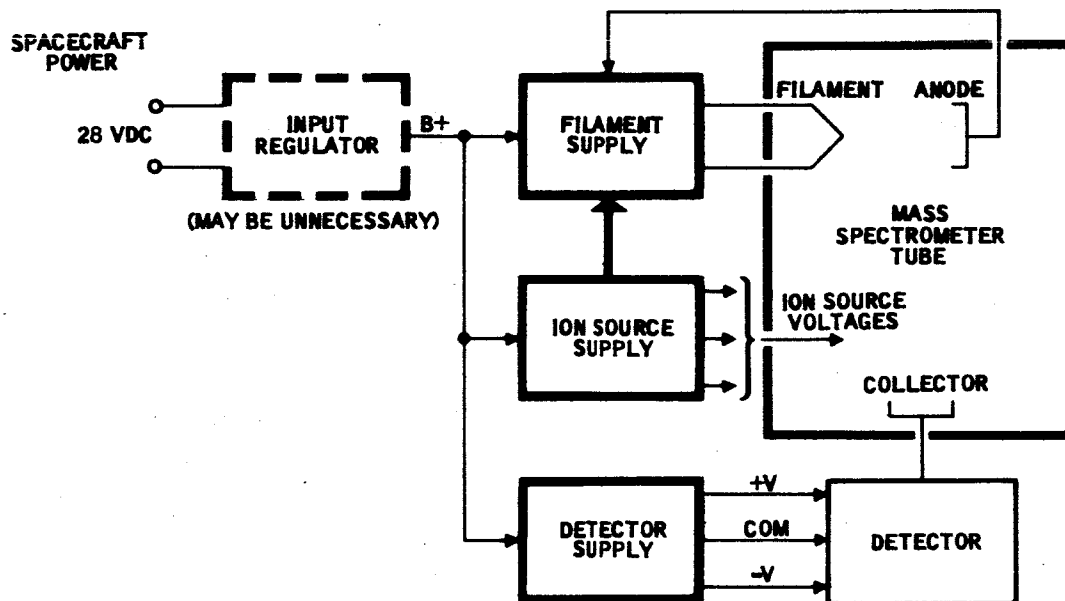 SPACECRAFT
POWER
28 VDC
INPUT
REGULATOR
(MAY BE UNNECESSARY)
B+
FILAMENT
SUPPLY
FILAMENT
ANODE
MASS
SPECTROMETER
TUBE
ION SOURCE
SUPPLY
ION SOURCE
VOLTAGES
COLLECTOR
DETECTOR
SUPPLY
+V
COM
-V
DETECTOR